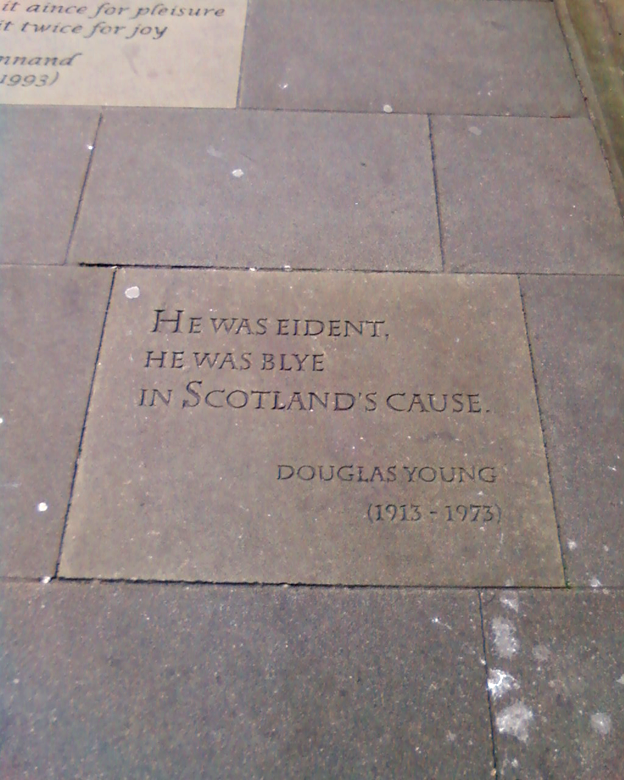 it aince for pleisure
it twice for joy
1993)
HE WAS EIDENT,
HE WAS BLYE
IN SCOTLAND'S CAUSE.
DOUGLAS YOUNG
(1913 - 1973)